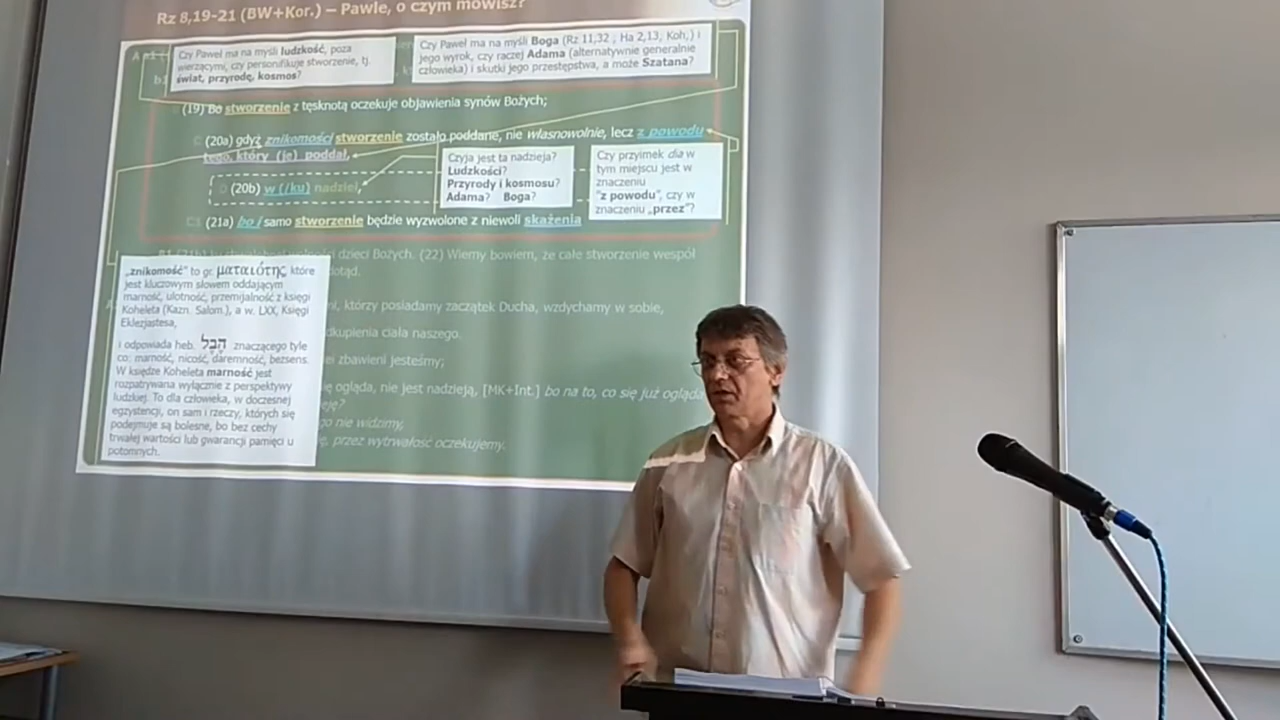 Rz 8,19-21 (BW+Kor.) – Pawle, o czym mówisz?
Czy Paweł ma na myśli ludzkość, poza
wierzącymi, czy personifikuje stworzenie, tj.
świat, przyrodę, kosmos?
Czy Paweł ma na myśli Boga (Rz 11,32 ; Ha 2,13, Koh,) i
jego wyrok, czy raczej Adama (alternatywnie generalnie
człowieka) i skutki jego przestępstwa, a może Szatana?
(19) Bo stworzenie z tęsknotą oczekuje objawienia synów Bożych;
(20a) gdyż znikomości stworzenie zostało poddane, nie własnowolnie, lecz z powodu
tego, który (je) poddał,
Czyja jest ta nadzieja?
Ludzkości?
Przyrody i kosmosu?
Adama? Boga?
Czy przyimek dia w
tym miejscu jest w
znaczeniu
"z powodu", czy w
znaczeniu „przez"?
(20b) w (/ku) nadziei,
(21a) bo i samo stworzenie będzie wyzwolone z niewoli skażenia
dzieci Bożych. (22) Wiemy bowiem, że całe stworzenie wespół
dotąd.
„znikomość" to gr. ματαιότης, które
jest kluczowym słowem oddającym
marność, ulotność, przemijalność z księgi
Koheleta (Kazn. Salom.), a w. LXX, Księgi
Eklezjastesa,
i odpowiada heb. הֶבֶל znaczącego tyle
co: marność, nicość, daremność, bezsens.
W księdze Koheleta marność jest
rozpatrywana wyłącznie z perspektywy
ludzkiej. To dla człowieka, w doczesnej
egzystencji, on sam i rzeczy, których się
podejmuje są bolesne, bo bez cechy
trwałej wartości lub gwarancji pamięci u
potomnych.
którzy posiadamy zaczątek Ducha, wzdychamy w sobie,
odkupienia ciała naszego.
zbawieni jesteśmy;
ogląda, nie jest nadzieją, [MK+Int.] bo na to, co się już ogląda
nie widzimy,
przez wytrwałość oczekujemy.